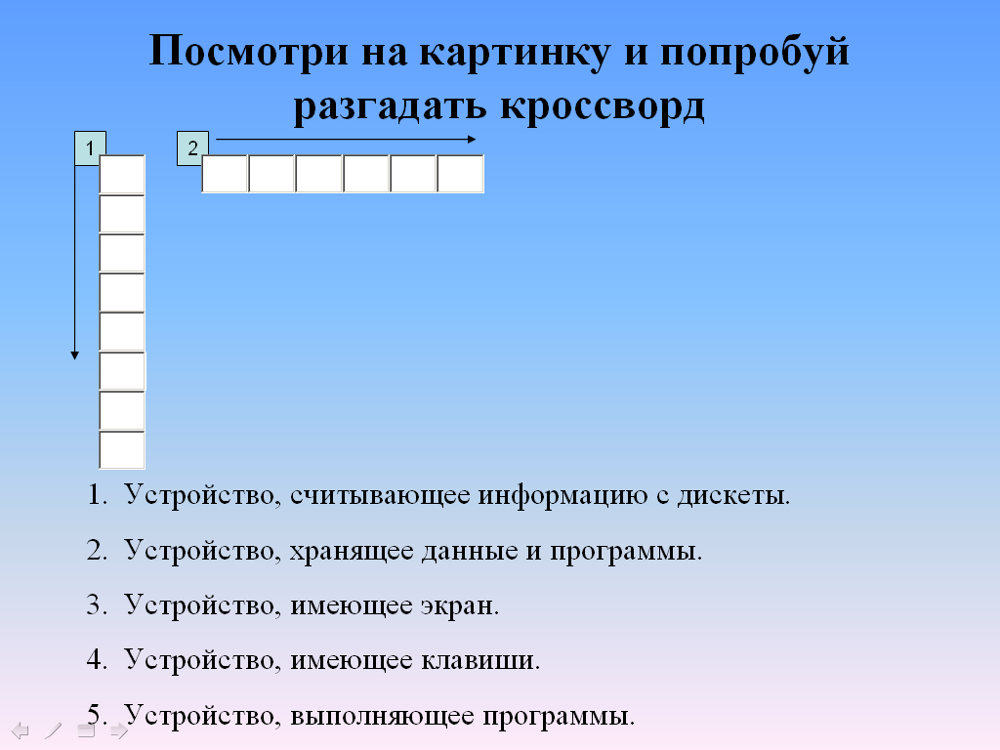 Посмотри на картинку и попробуй
разгадать кроссворд
1
2
1. Устройство, считывающее информацию с дискеты.
2. Устройство, хранящее данные и программы.
3. Устройство, имеющее экран.
4. Устройство, имеющее клавиши.
5. Устройство, выполняющее программы.